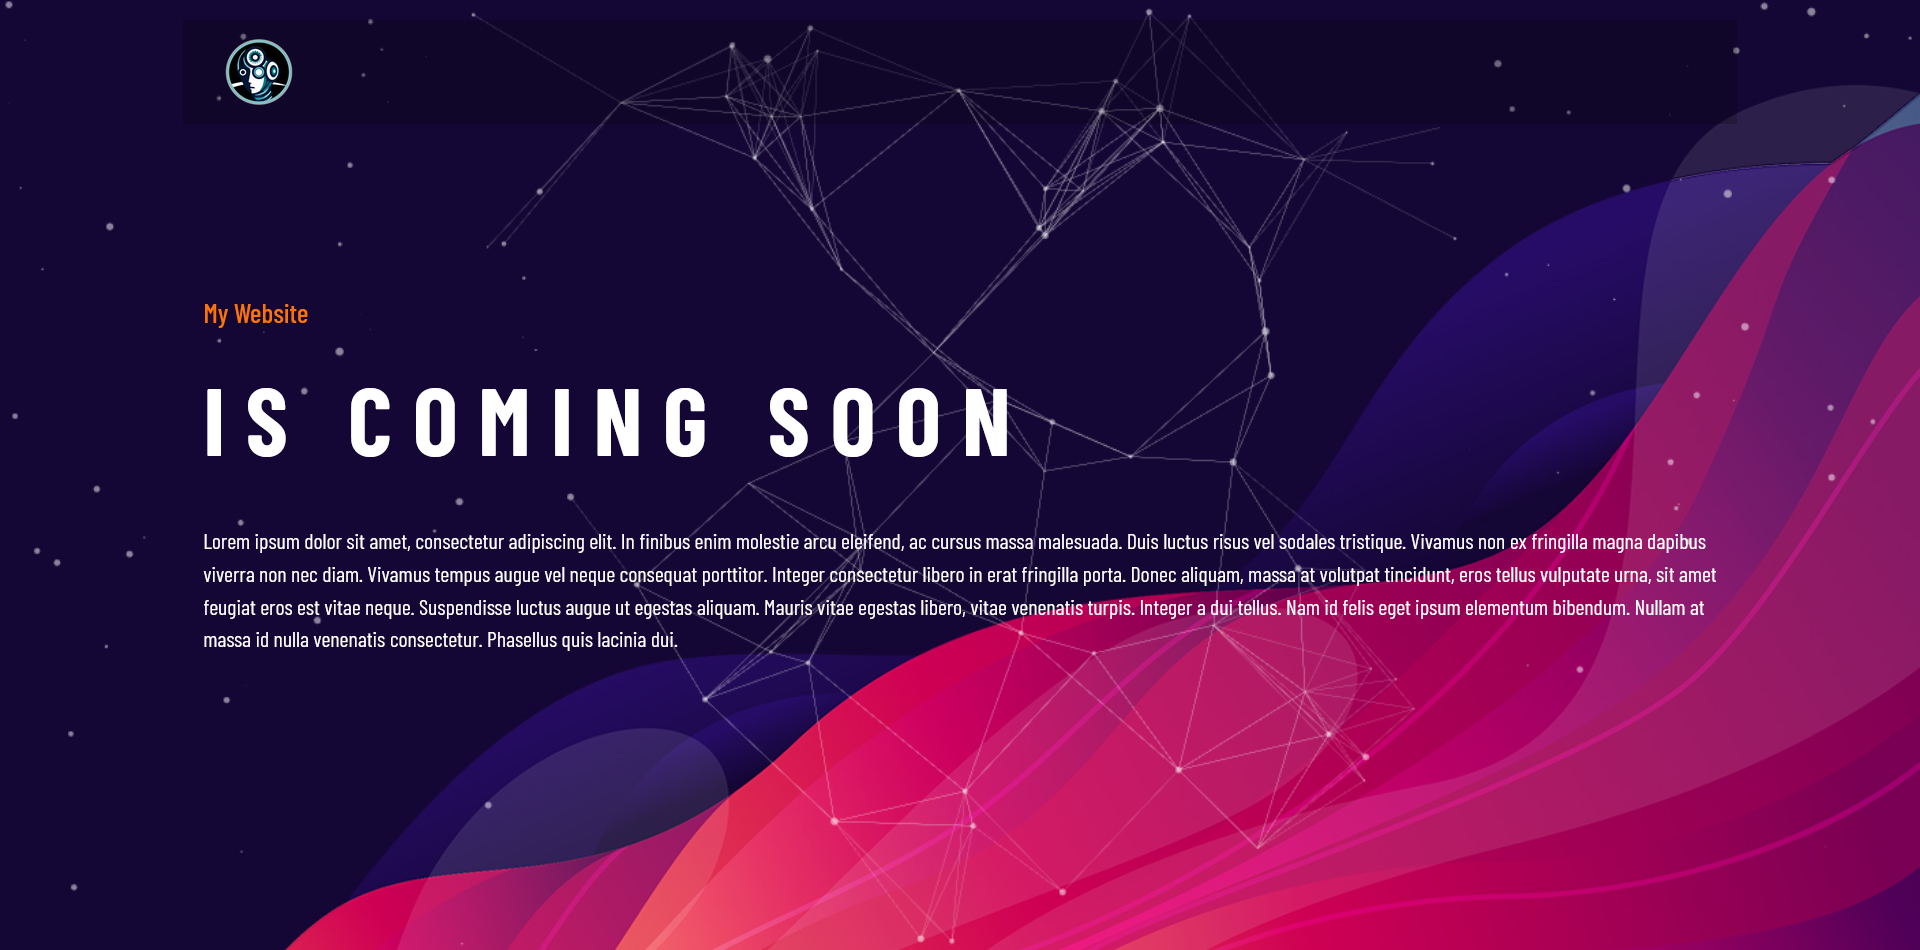 My Website
IS COMING SOON
Lorem ipsum dolor sit amet, consectetur adipiscing elit. In finibus enim molestie arcu eleifend, ac cursus massa malesuada. Duis luctus risus vel sodales tristique. Vivamus non ex fringilla magna dapibus
viverra non nec diam. Vivamus tempus augue vel neque consequat porttitor. Integer consectetur libero in erat fringilla porta. Donec aliquam, massa at volutpat tincidunt, eros tellus vulputate urna, sit amet
feugiat eros est vitae neque. Suspendisse luctus augue ut egestas aliquam. Mauris vitae egestas libero, vitae venenatis turpis. Integer a dui tellus. Nam id felis eget ipsum elementum bibendum. Nullam at
massa id nulla venenatis consectetur. Phasellus quis lacinia dui.